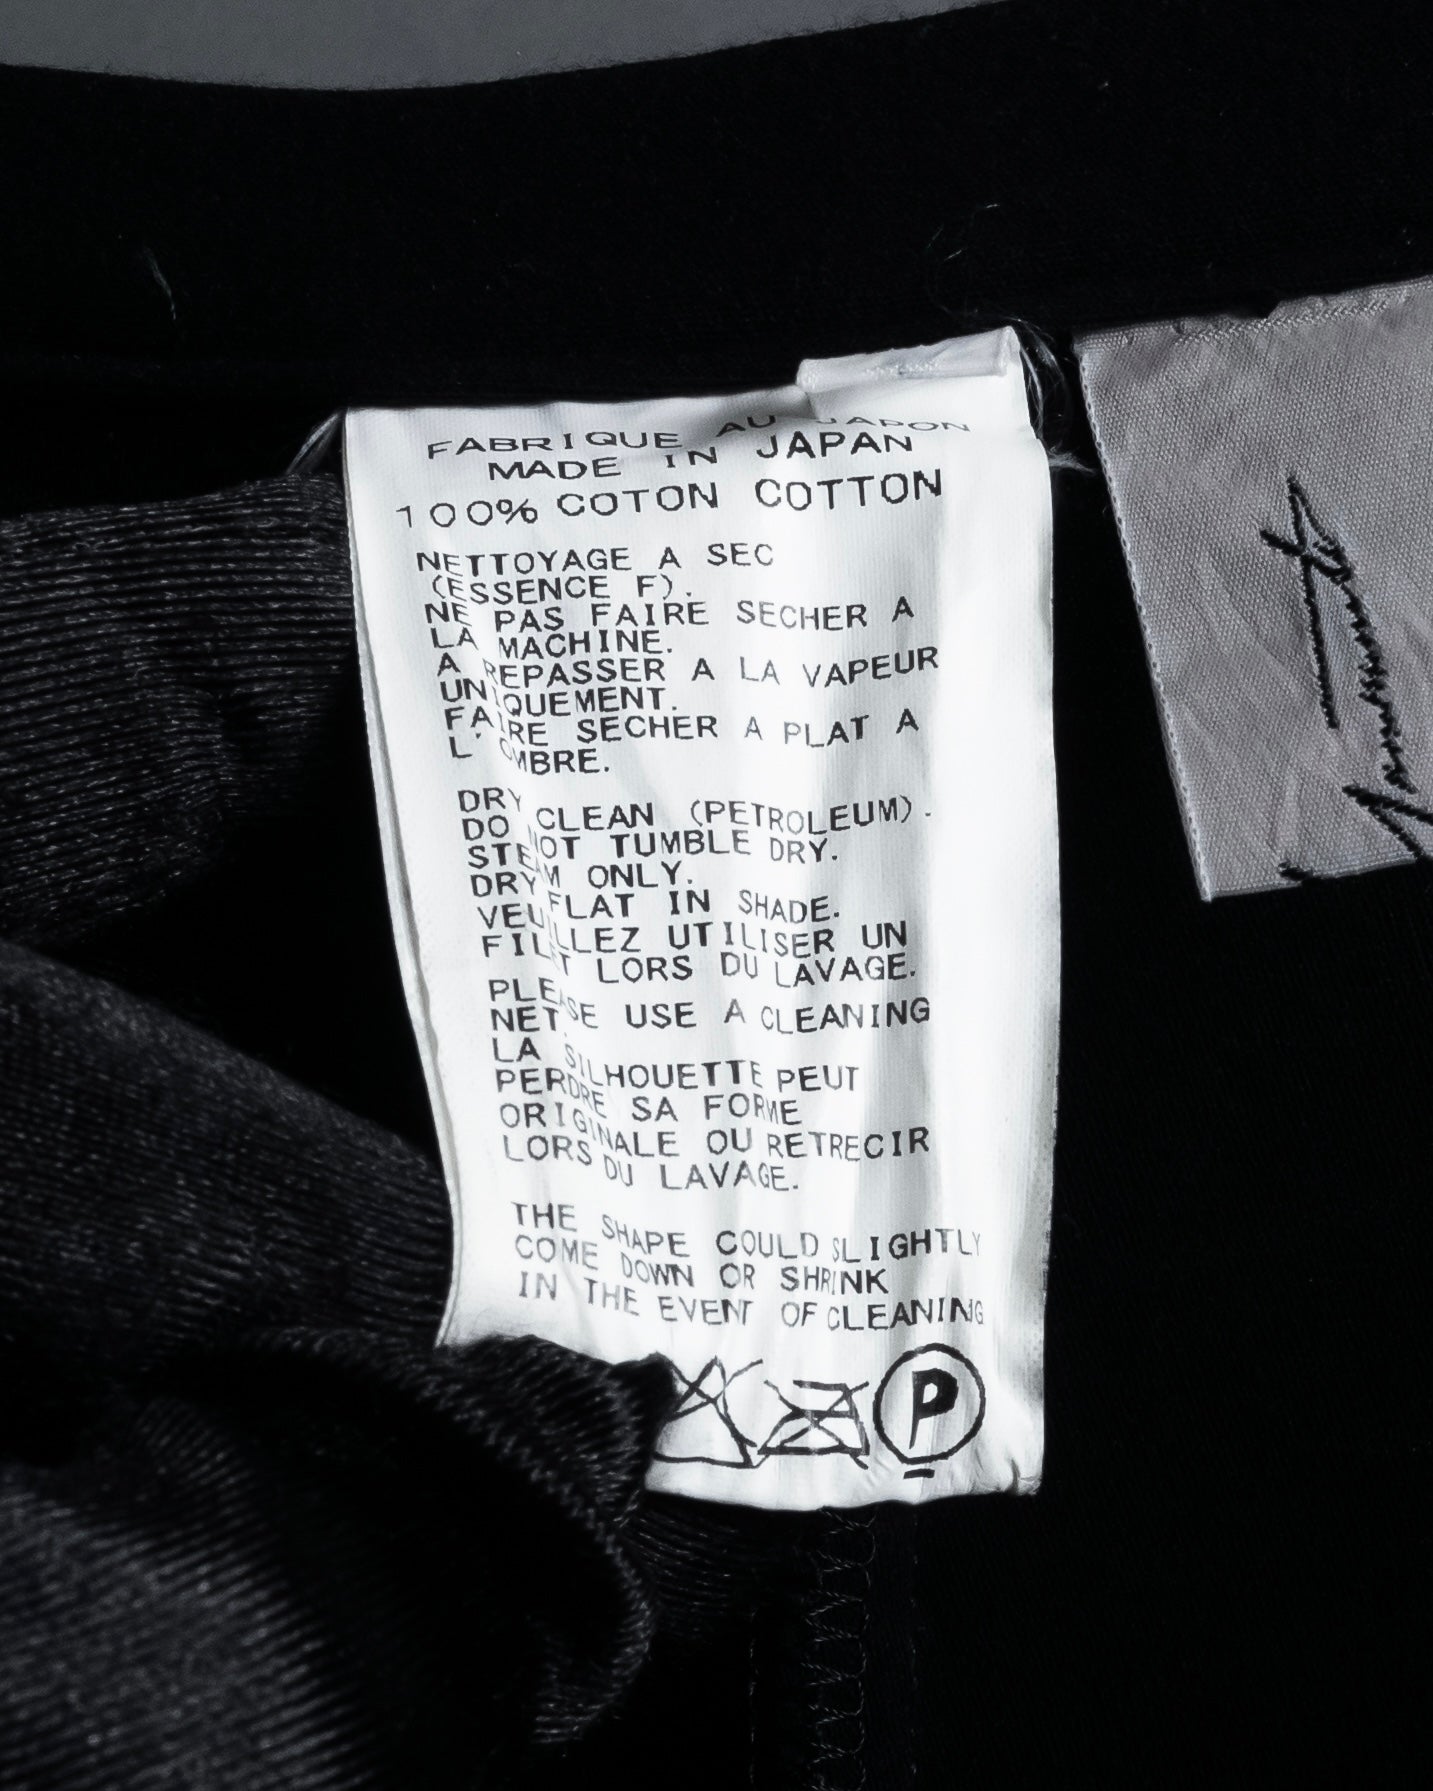 FABRIQUE AU JAPON
MADE IN JAPAN
100% COTON COTTON
NETTOYAGE A SEC
(ESSENCE F).
NE PAS FAIRE SECHER A
LA MACHINE.
A REPASSER A LA VAPEUR
UNIQUEMENT.
FAIRE SECHER A PLAT A
L'OMBRE.
DRY CLEAN (PETROLEUM).
DO NOT TUMBLE DRY.
STEAM ONLY.
DRY FLAT IN SHADE.
VEUILLEZ UTILISER UN
FILET LORS DU LAVAGE.
PLEASE USE A CLEANING
NET.
LA SILHOUETTE PEUT
PERDRE SA FORME
ORIGINALE OU RETRECIR
LORS DU LAVAGE.
THE SHAPE COULD SLIGHTLY
COME DOWN OR SHRINK
IN THE EVENT OF CLEANING
P